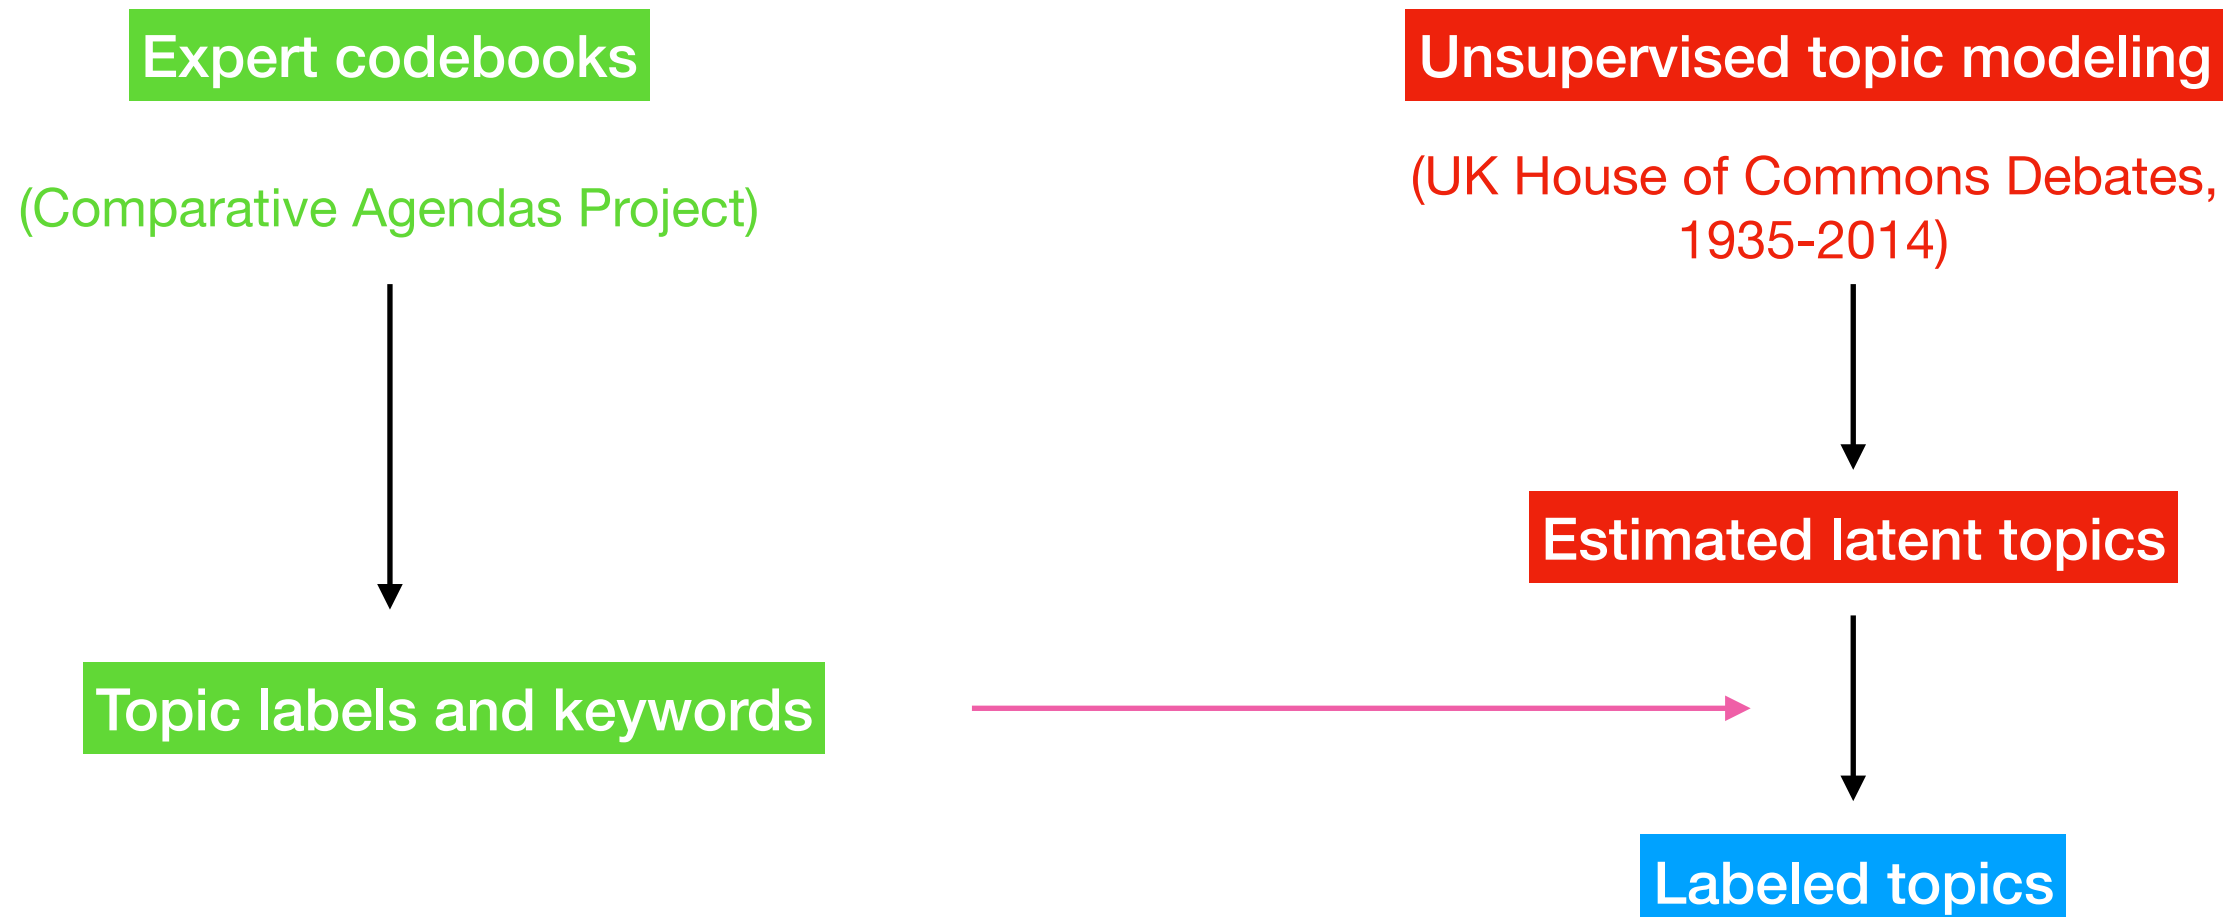 Expert codebooks
(Comparative Agendas Project)
Topic labels and keywords
Unsupervised topic modeling
(UK House of Commons Debates,
1935-2014)
Estimated latent topics
Labeled topics